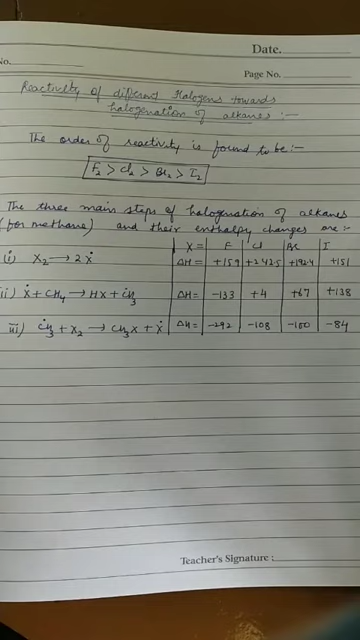 Date.
No.
Page No.
Reactivity of different Halogens towards
halogenation of alkanes :-
The order of reactivity is found to be:-
F₂ > Cl₂ > Br₂ > I₂
The three main steps of halogenation of alkanes
(for methane) and their enthalpy changes are:-
X = F Cl Br I
(i) X₂ → 2Ẋ ΔH = +159 +242.5 +192.4 +151
ii) Ẋ + CH₄ → HX + ĊH₃ ΔH = -133 +4 +67 +138
iii) ĊH₃ + X₂ → CH₃X + Ẋ ΔH = -292 -108 -100 -84
Teacher's Signature :